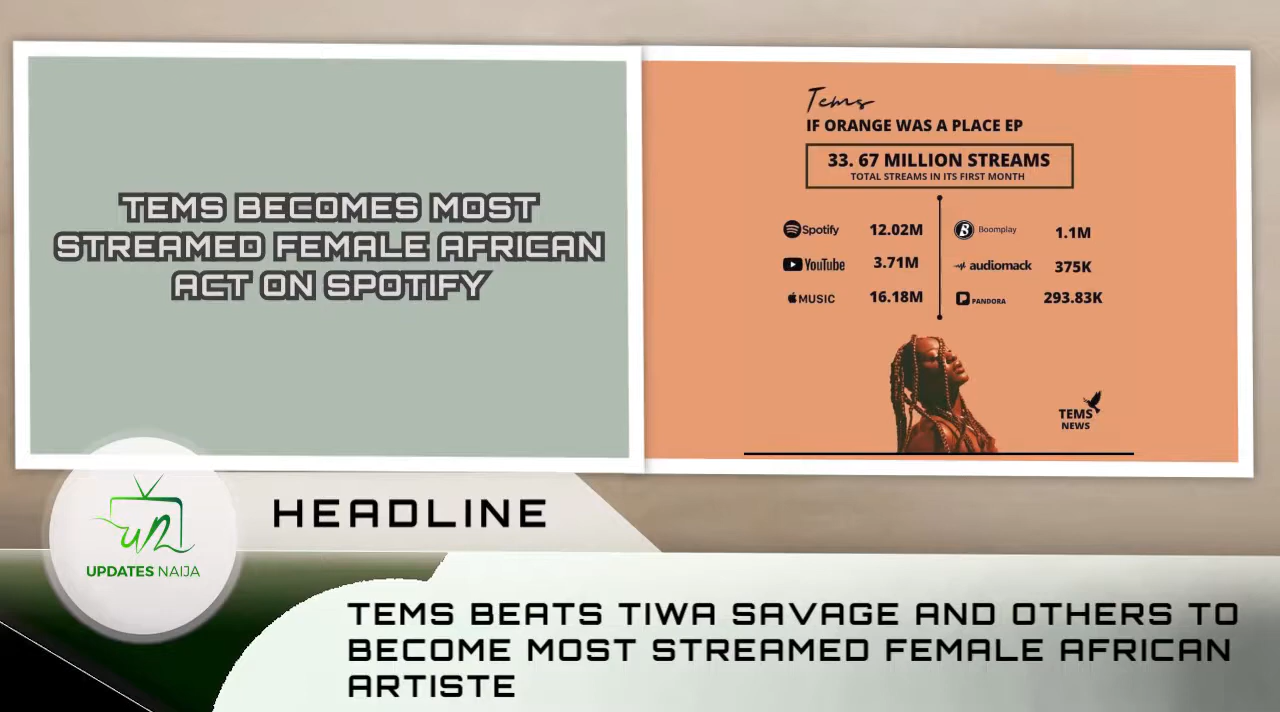 TEMS BECOMES MOST
STREAMED FEMALE AFRICAN
ACT ON SPOTIFY
Tems
IF ORANGE WAS A PLACE EP
33. 67 MILLION STREAMS
TOTAL STREAMS IN ITS FIRST MONTH
Spotify 12.02M
YouTube 3.71M
MUSIC 16.18M
Boomplay 1.1M
audiomack 375K
PANDORA 293.83K
TEMS
NEWS
un
UPDATES NAIJA
HEADLINE
TEMS BEATS TIWA SAVAGE AND OTHERS TO
BECOME MOST STREAMED FEMALE AFRICAN
ARTISTE